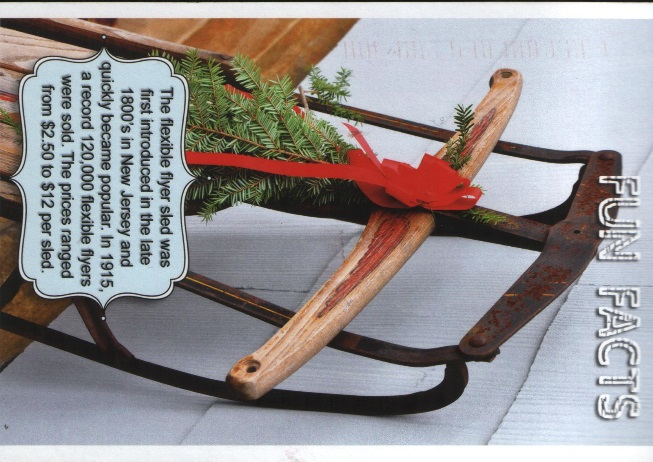 FUN FACTS
The flexible flyer sled was
first introduced in the late
1800's in New Jersey and
quickly became popular. In 1915,
a record 120,000 flexible flyers
were sold. The prices ranged
from $2.50 to $12 per sled.